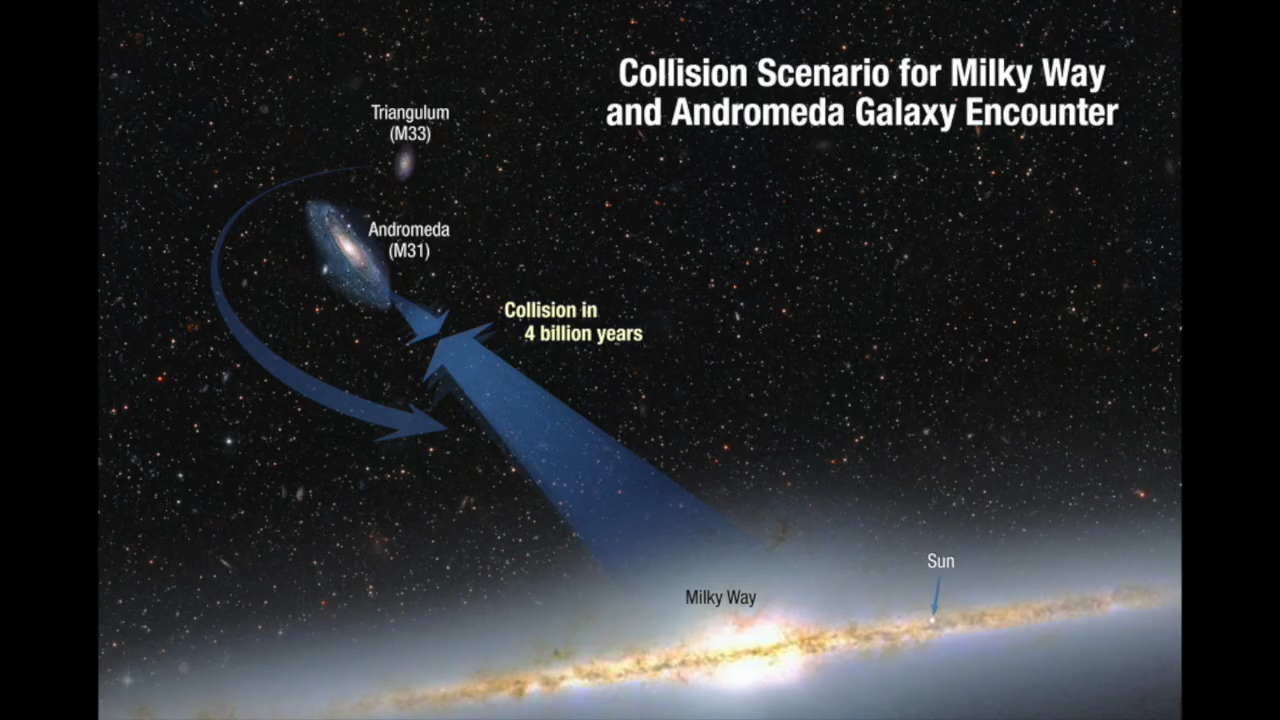 Collision Scenario for Milky Way
and Andromeda Galaxy Encounter
Triangulum
(M33)
Andromeda
(M31)
Collision in
4 billion years
Sun
Milky Way